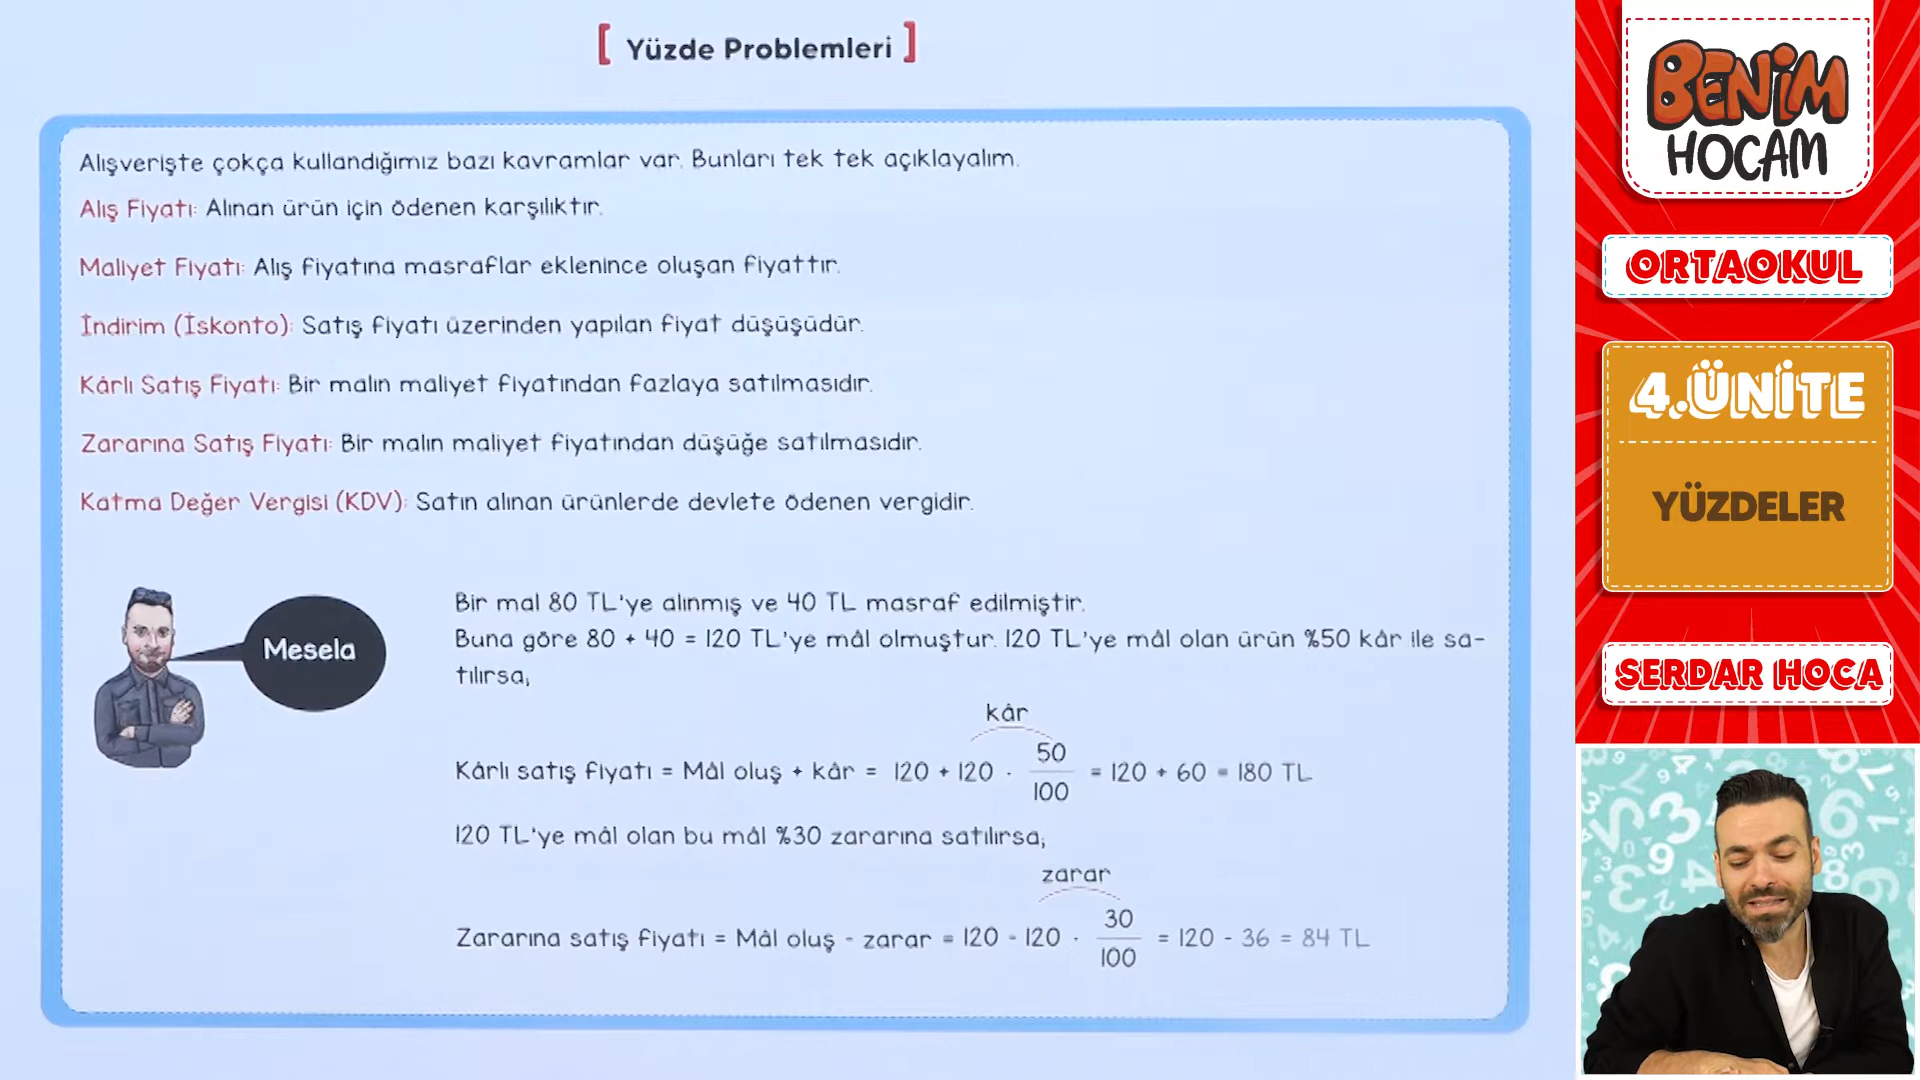 [ Yüzde Problemleri ]
Alışverişte çokça kullandığımız bazı kavramlar var. Bunları tek tek açıklayalım.
Alış Fiyatı: Alınan ürün için ödenen karşılıktır.
Maliyet Fiyatı: Alış fiyatına masraflar eklenince oluşan fiyattır.
İndirim (İskonto): Satış fiyatı üzerinden yapılan fiyat düşüşüdür.
Kârlı Satış Fiyatı: Bir malın maliyet fiyatından fazlaya satılmasıdır.
Zararına Satış Fiyatı: Bir malın maliyet fiyatından düşüğe satılmasıdır.
Katma Değer Vergisi (KDV): Satın alınan ürünlerde devlete ödenen vergidir.
Mesela
Bir mal 80 TL'ye alınmış ve 40 TL masraf edilmiştir.
Buna göre 80 + 40 = 120 TL'ye mâl olmuştur. 120 TL'ye mâl olan ürün %50 kâr ile sa-
tılırsa;
kâr
Kârlı satış fiyatı = Mâl oluş + kâr = 120 + 120 · 50/100 = 120 + 60 = 180 TL
120 TL'ye mâl olan bu mâl %30 zararına satılırsa;
zarar
Zararına satış fiyatı = Mâl oluş - zarar = 120 - 120 · 30/100 = 120 - 36 = 84 TL
BENİM
HOCAM
ORTAOKUL
4.ÜNİTE
YÜZDELER
SERDAR HOCA